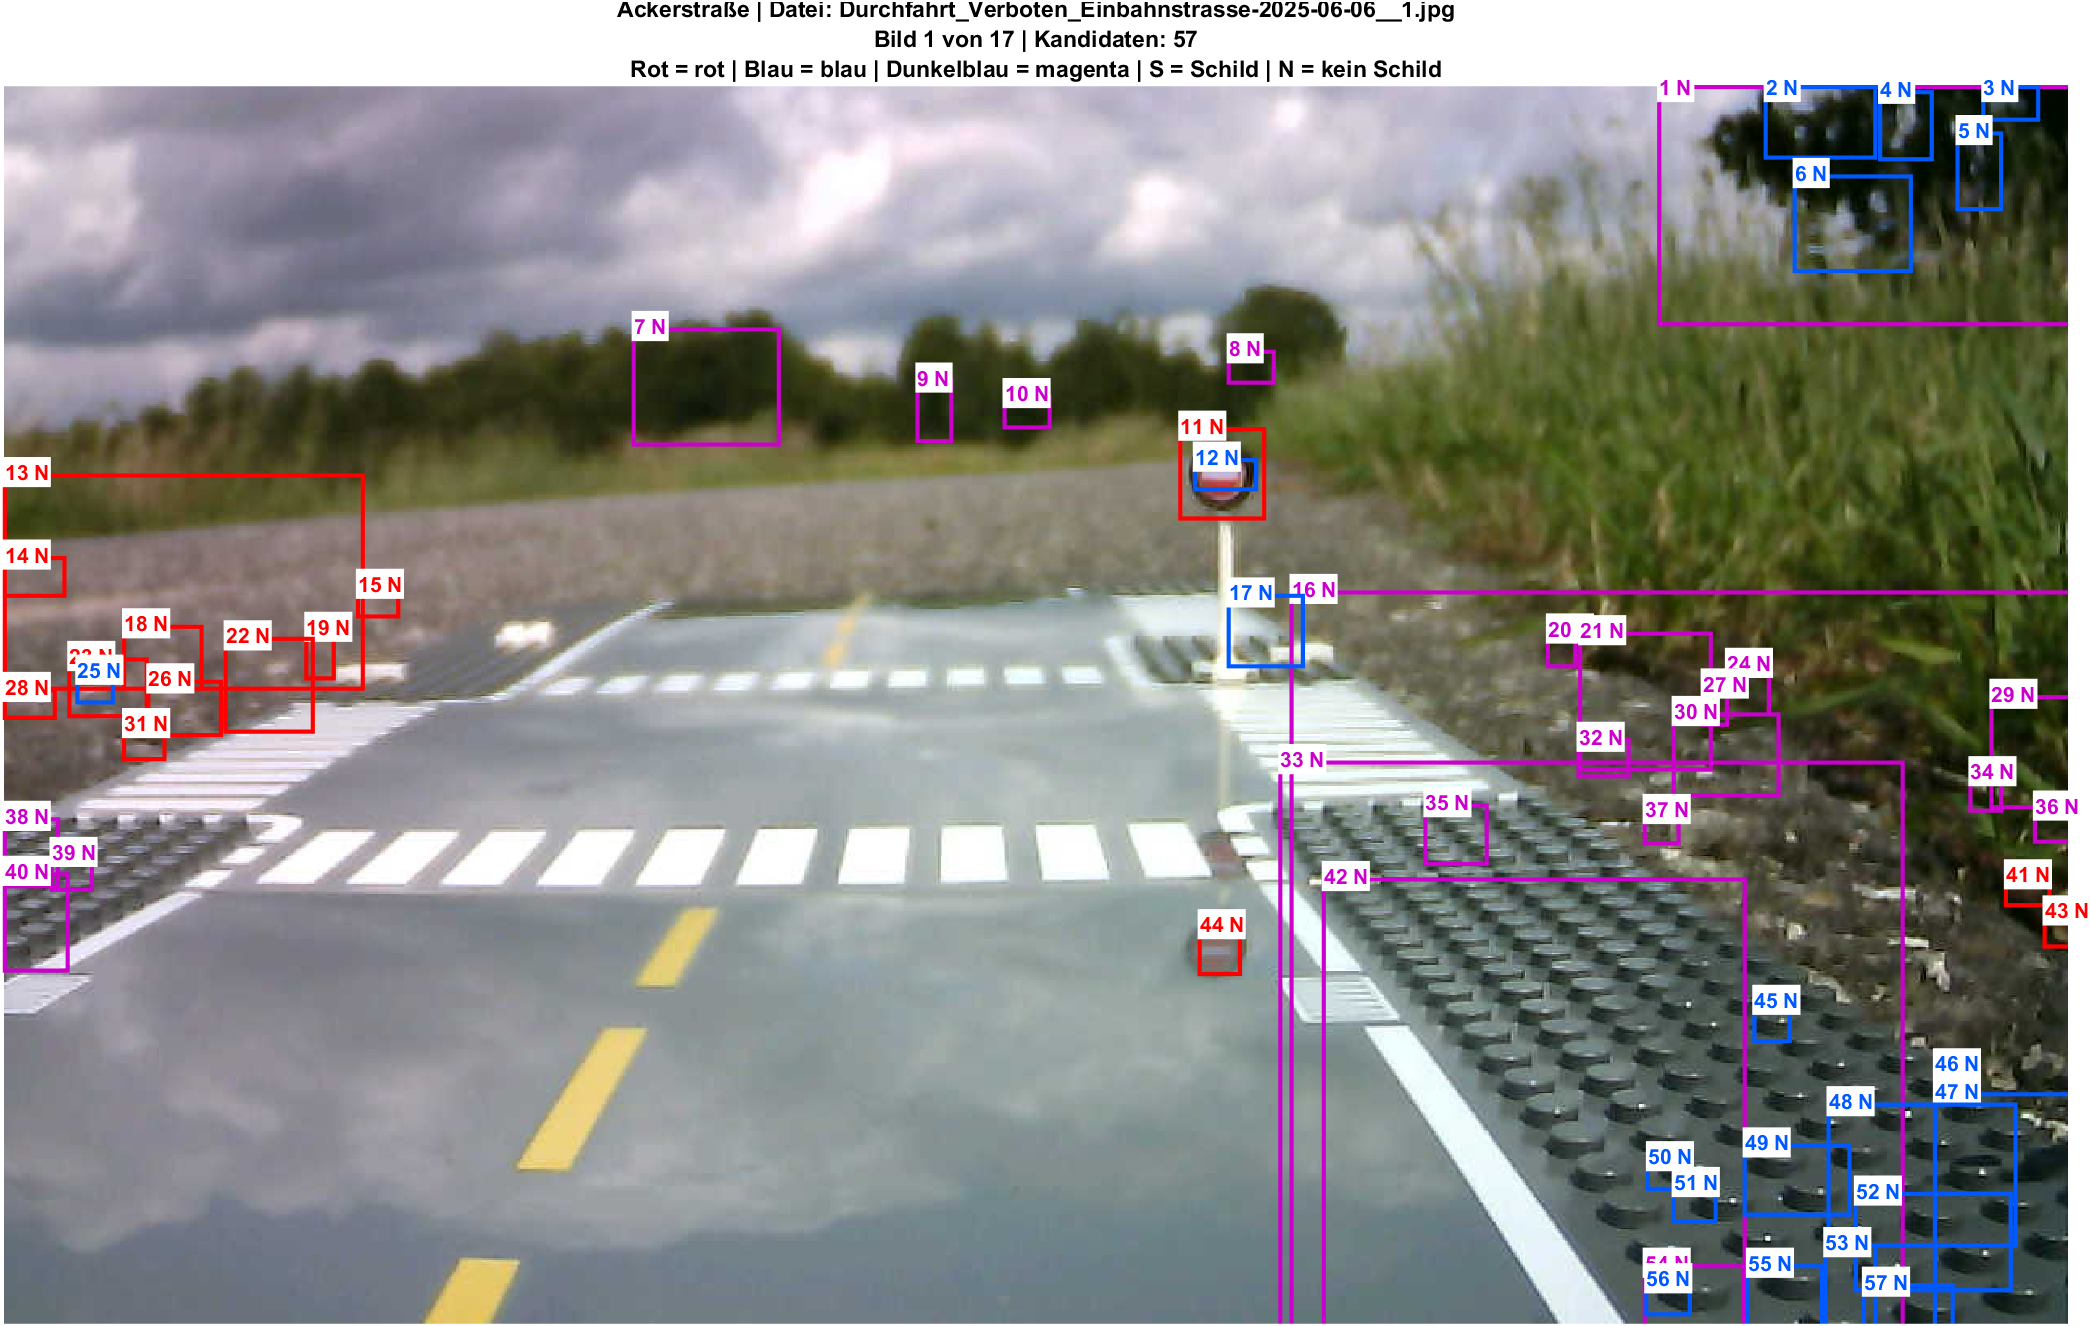 Ackerstraße | Datei: Durchfahrt_Verboten_Einbahnstrasse-2025-06-06__1.jpg
Bild 1 von 17 | Kandidaten: 57
Rot = rot | Blau = blau | Dunkelblau = magenta | S = Schild | N = kein Schild
1 N
2 N
4 N
3 N
5 N
6 N
7 N
8 N
9 N
10 N
11 N
12 N
13 N
14 N
15 N
16 N
17 N
18 N
19 N
20
21 N
22 N
23 N
24 N
25 N
26 N
27 N
28 N
29 N
30 N
31 N
32 N
33 N
34 N
35 N
36 N
37 N
38 N
39 N
40 N
41 N
42 N
43 N
44 N
45 N
46 N
47 N
48 N
49 N
50 N
51 N
52 N
53 N
54 N
55 N
56 N
57 N